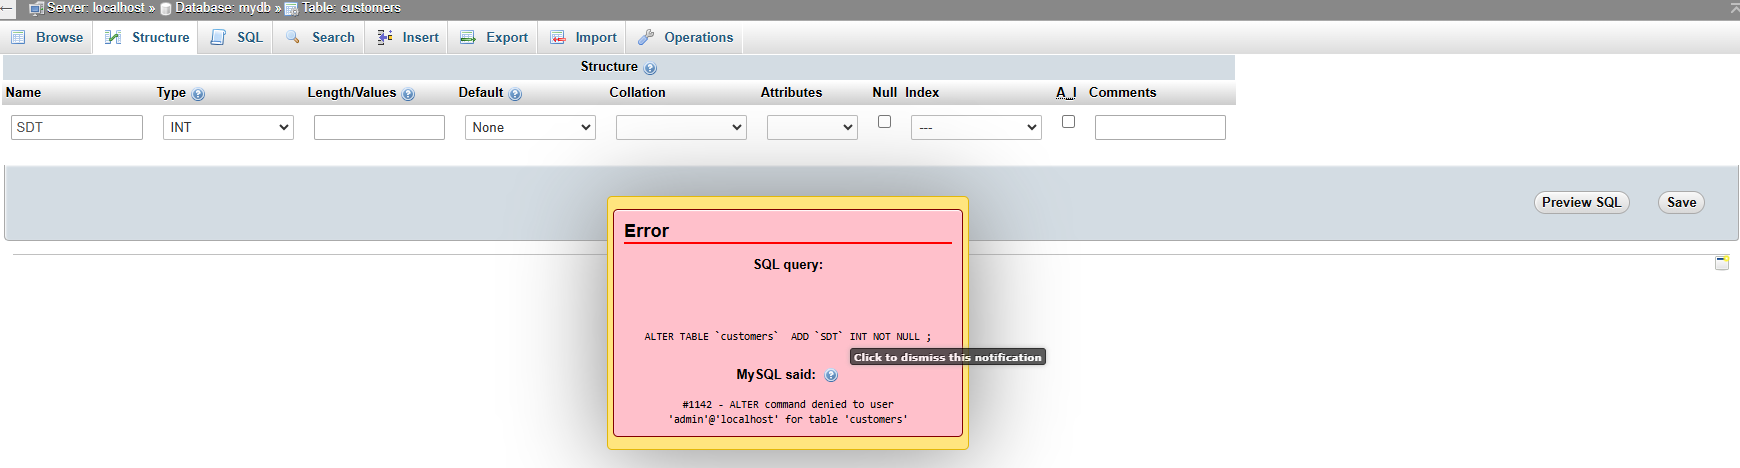 Server: localhost » Database: mydb » Table: customers
Browse Structure SQL Search Insert Export Import Operations
Structure
Name Type Length/Values Default Collation Attributes Null Index A_I Comments
SDT INT None ---
Preview SQL Save
Error
SQL query:
ALTER TABLE `customers` ADD `SDT` INT NOT NULL ;
Click to dismiss this notification
MySQL said:
#1142 - ALTER command denied to user
'admin'@'localhost' for table 'customers'